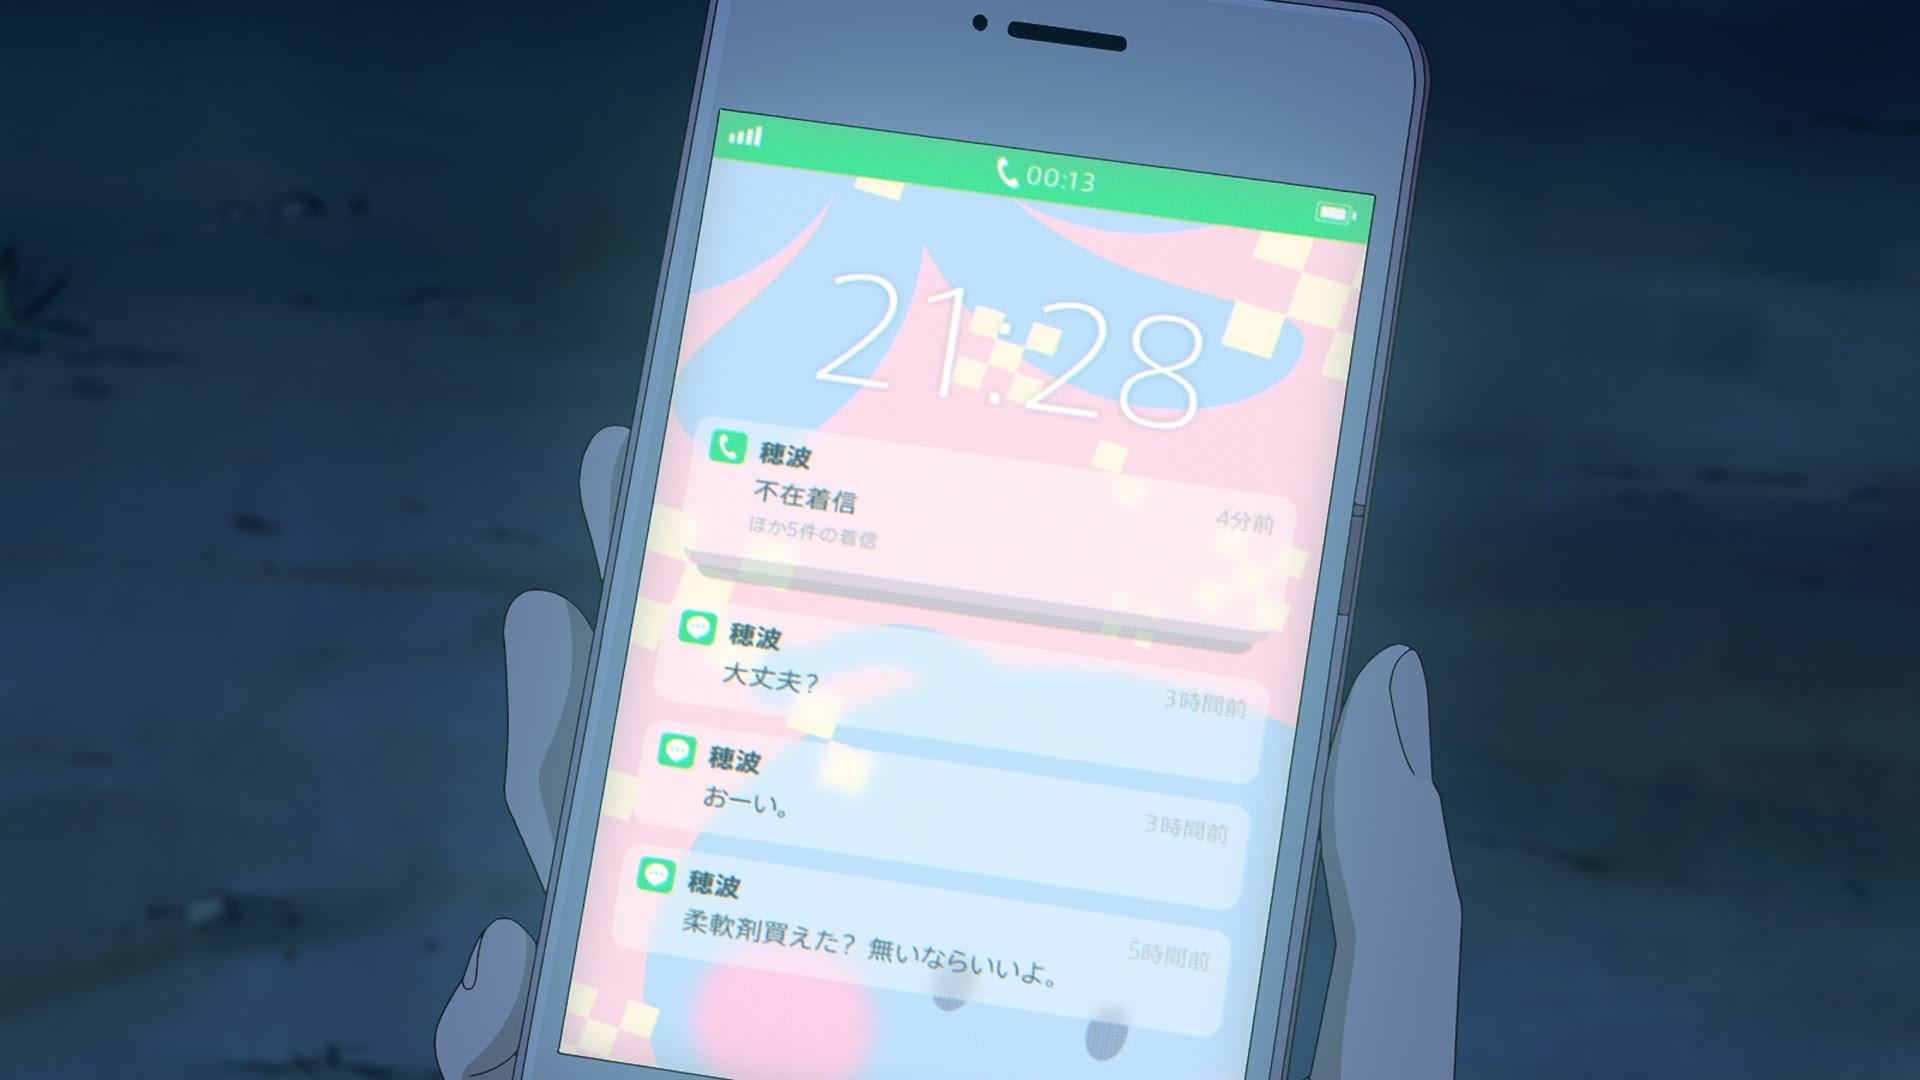 00:13
21:28
穂波
不在着信
4分前
ほか5件の着信
穂波
大丈夫？
3時間前
穂波
おーい。
3時間前
穂波
柔軟剤買えた？ 無いならいいよ。
5時間前